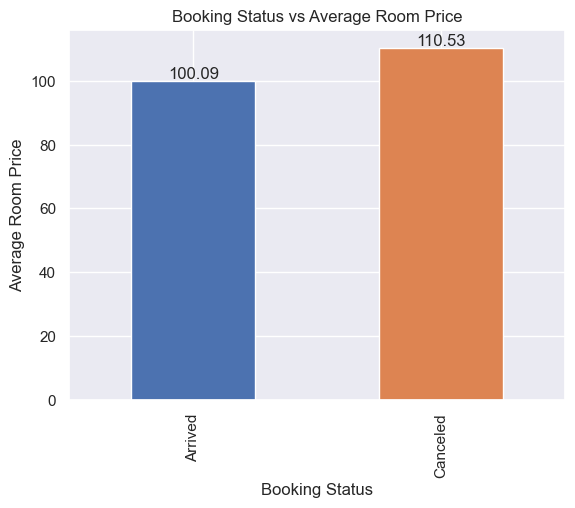 Booking Status vs Average Room Price
Average Room Price
100
80
60
40
20
0
100.09
110.53
Arrived
Canceled
Booking Status